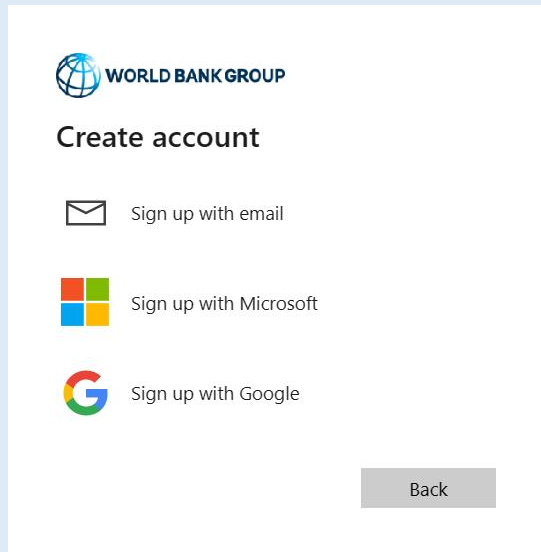 WORLD BANK GROUP
Create account
Sign up with email
Sign up with Microsoft
Sign up with Google
Back